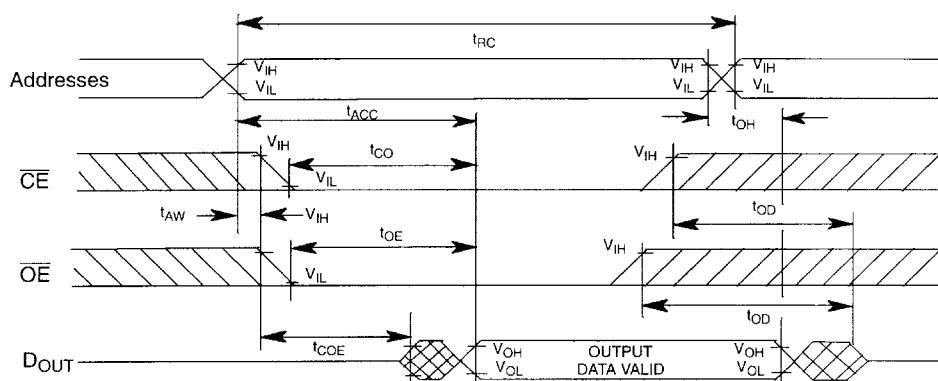 tRC
Addresses
VIH
VIL
VIH
VIL
VIH
VIL
tACC
tOH
CE
VIH
tCO
VIL
VIH
tAW
VIH
tOD
OE
tOE
VIL
VIH
tOD
tCOE
DOUT
VOH
VOL
OUTPUT
DATA VALID
VOH
VOL